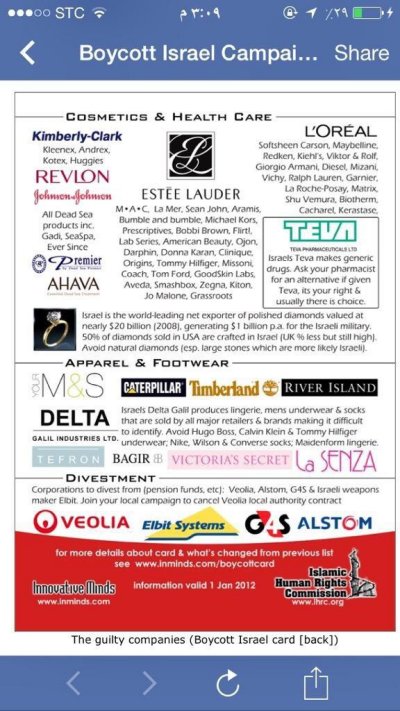 STC
٣:٠٩ م
٪٢٩
Boycott Israel Campai...
Share
COSMETICS & HEALTH CARE
Kimberly-Clark
Kleenex, Andrex,
Kotex, Huggies
REVLON
Johnson & Johnson
All Dead Sea
products inc.
Gadi, SeaSpa,
Ever Since
Premier
by Dead Sea Premier
AHAVA
ESTĒE LAUDER
M•A•C, La Mer, Sean John, Aramis,
Bumble and bumble, Michael Kors,
Prescriptives, Bobbi Brown, Flirt!,
Lab Series, American Beauty, Ojon,
Darphin, Donna Karan, Clinique,
Origins, Tommy Hilfiger, Missoni,
Coach, Tom Ford, GoodSkin Labs,
Aveda, Smashbox, Zegna, Kiton,
Jo Malone, Grassroots
L'ORÉAL
Softsheen Carson, Maybelline,
Redken, Kiehl's, Viktor & Rolf,
Giorgio Armani, Diesel, Mizani,
Vichy, Ralph Lauren, Garnier,
La Roche-Posay, Matrix,
Shu Vemura, Biotherm,
Cacharel, Kerastase,
TEVA
TEVA PHARMACEUTICALS LTD
Israels Teva makes generic
drugs. Ask your pharmacist
for an alternative if given
Teva, its your right &
usually there is choice.
Israel is the world-leading net exporter of polished diamonds valued at
nearly $20 billion (2008), generating $1 billion p.a. for the Israeli military.
50% of diamonds sold in USA are crafted in Israel (UK % less but still high).
Avoid natural diamonds (esp. large stones which are more likely Israeli).
APPAREL & FOOTWEAR
YOUR M&S
CATERPILLAR
Timberland
RIVER ISLAND
DELTA
GALIL INDUSTRIES LTD.
Israels Delta Galil produces lingerie, mens underwear & socks
that are sold by all major retailers & brands making it difficult
to identify. Avoid Hugo Boss, Calvin Klein & Tommy Hilfiger
underwear; Nike, Wilson & Converse socks; Maidenform lingerie.
TEFRON
BAGIR
VICTORIA'S SECRET
La SENZA
DIVESTMENT
Corporations to divest from (pension funds, etc): Veolia, Alstom, G4S & Israeli weapons
maker Elbit. Join your local campaign to cancel Veolia local authority contract
VEOLIA
Elbit Systems
G4S
ALSTOM
for more details about card & what's changed from previous list
see www.inminds.com/boycottcard
Innovative Minds
www.inminds.com
information valid 1 Jan 2012
Islamic
Human Rights
Commission
www.ihrc.org
The guilty companies (Boycott Israel card [back])